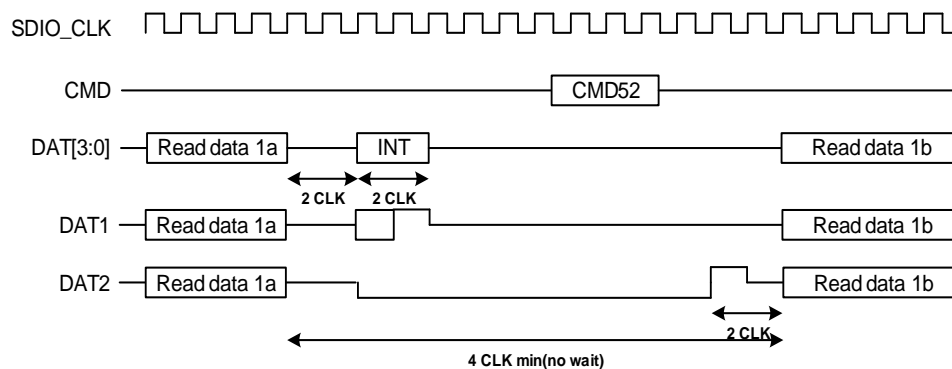 SDIO_CLK
CMD
CMD52
DAT[3:0]
Read data 1a
INT
Read data 1b
2 CLK
2 CLK
DAT1
Read data 1a
Read data 1b
DAT2
Read data 1a
Read data 1b
2 CLK
4 CLK min(no wait)